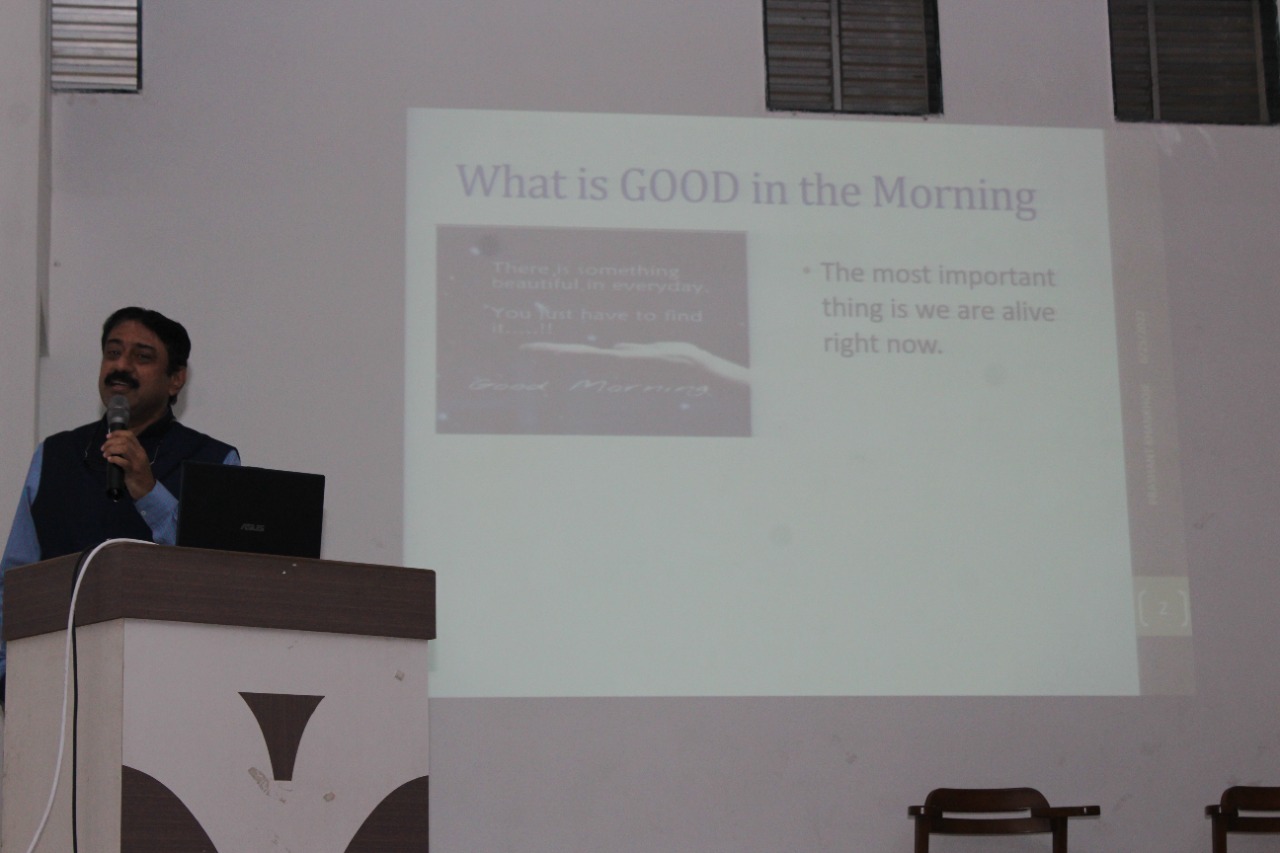 What is GOOD in the Morning
There is something
beautiful in everyday.
You just have to find
it.....!!
Good Morning
• The most important
thing is we are alive
right now.
2
ASUS